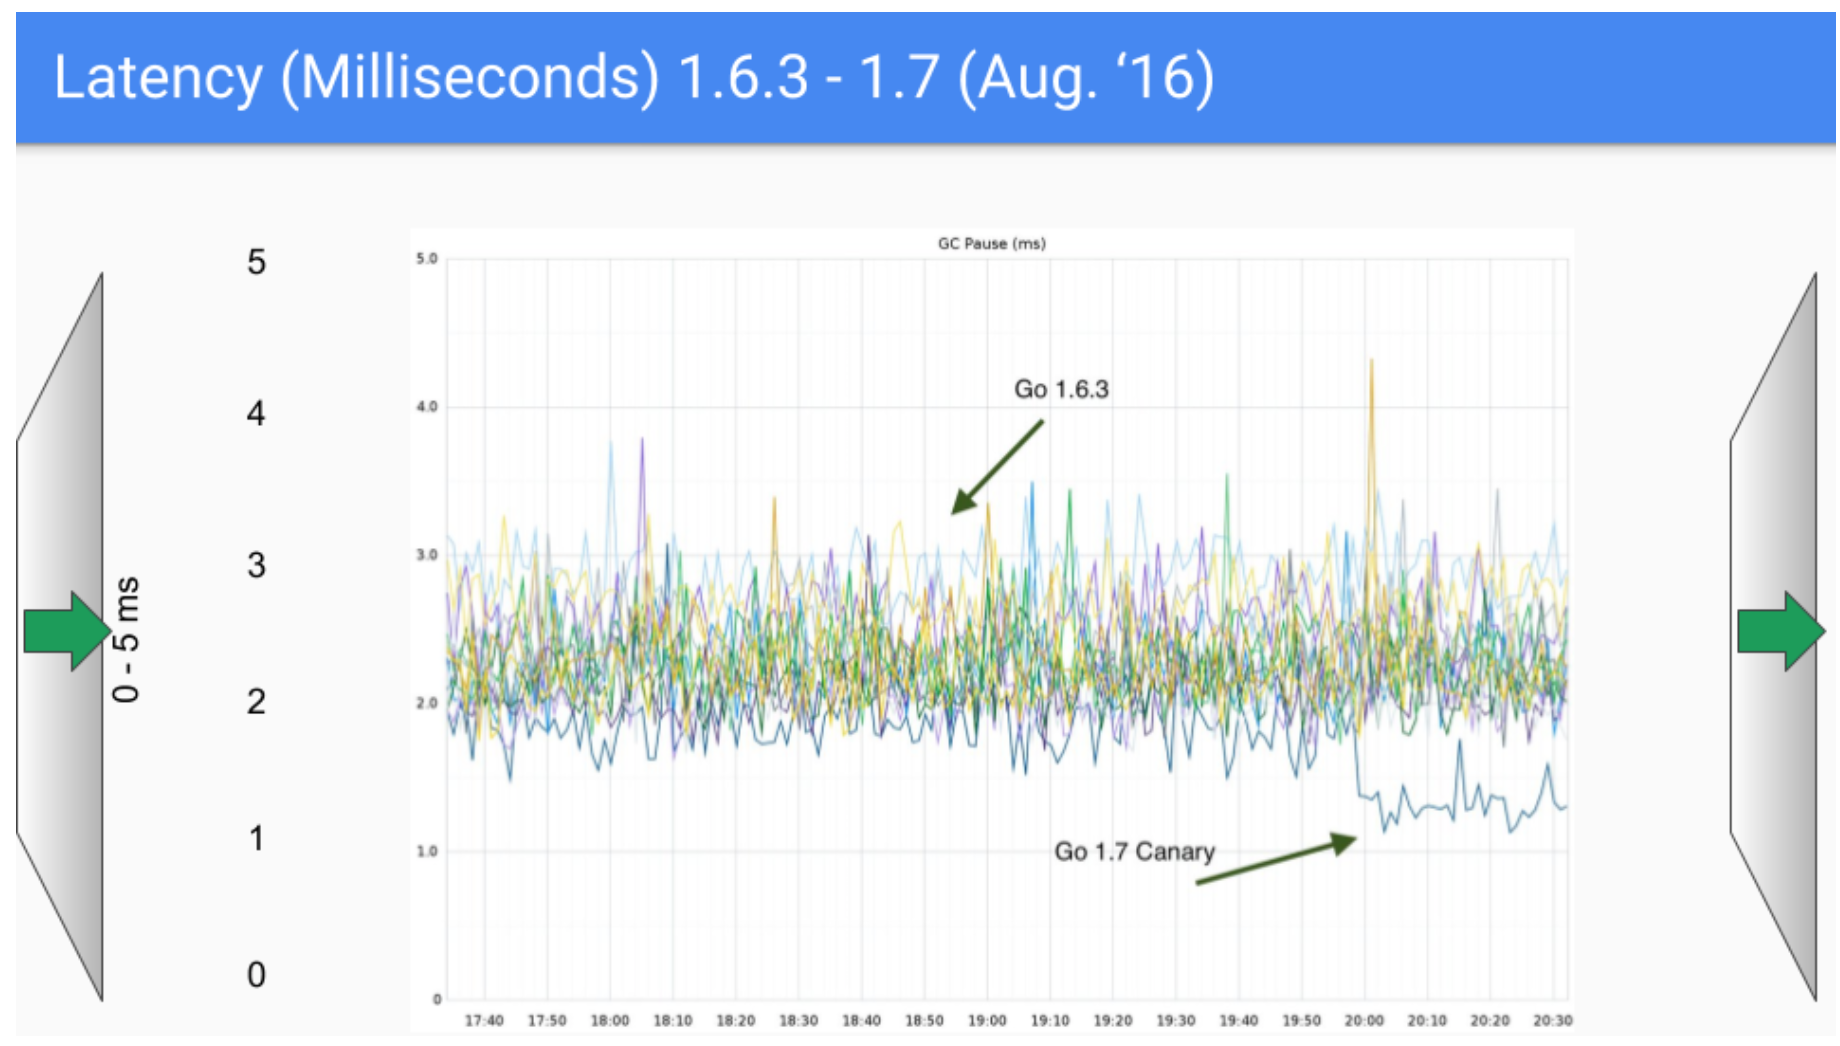 Latency (Milliseconds) 1.6.3 - 1.7 (Aug. ‘16)
0 - 5 ms
5
4
3
2
1
0
GC Pause (ms)
5.0
4.0
3.0
2.0
1.0
0
Go 1.6.3
Go 1.7 Canary
17:40 17:50 18:00 18:10 18:20 18:30 18:40 18:50 19:00 19:10 19:20 19:30 19:40 19:50 20:00 20:10 20:20 20:30